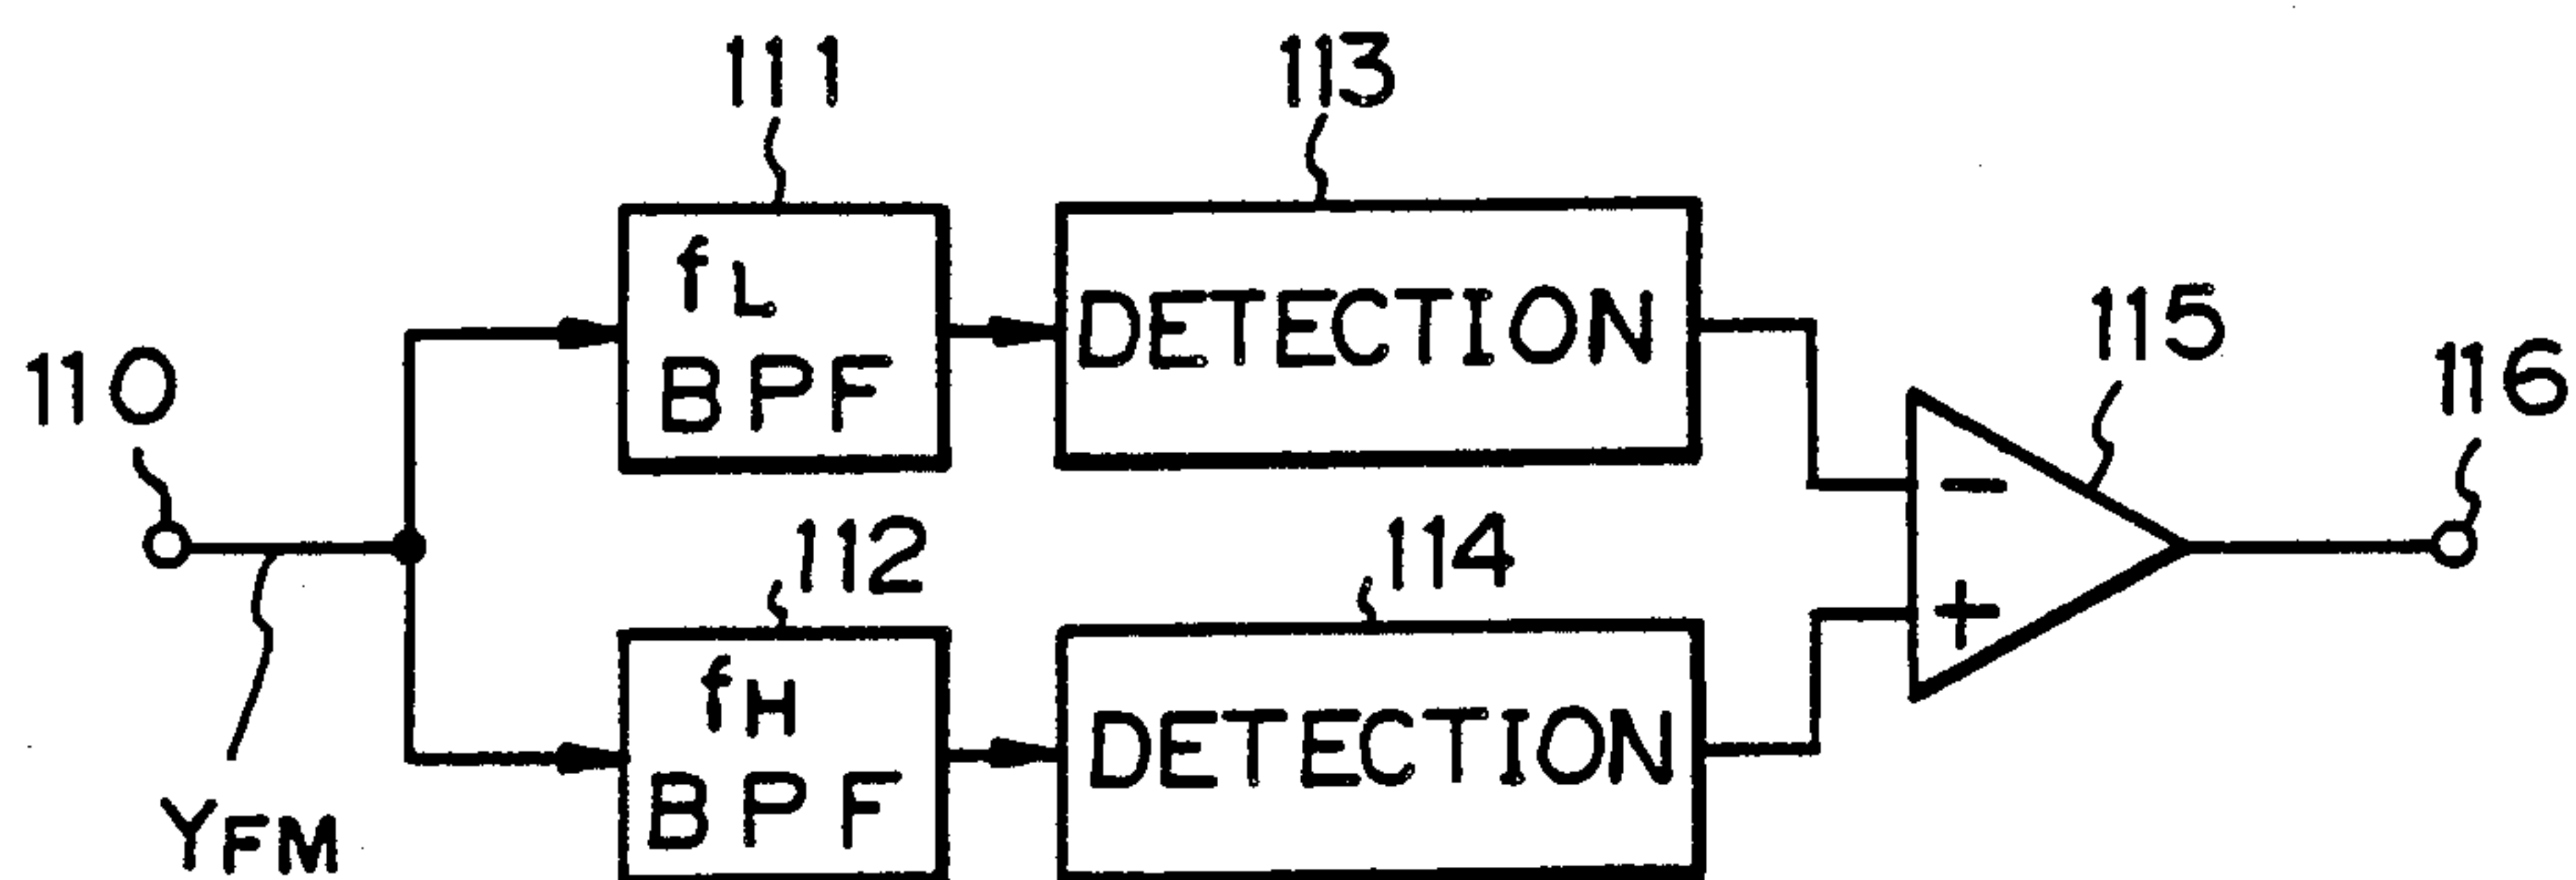 111
113
fL
BPF
DETECTION
115
110
116
-
+
112
114
fH
BPF
DETECTION
YFM